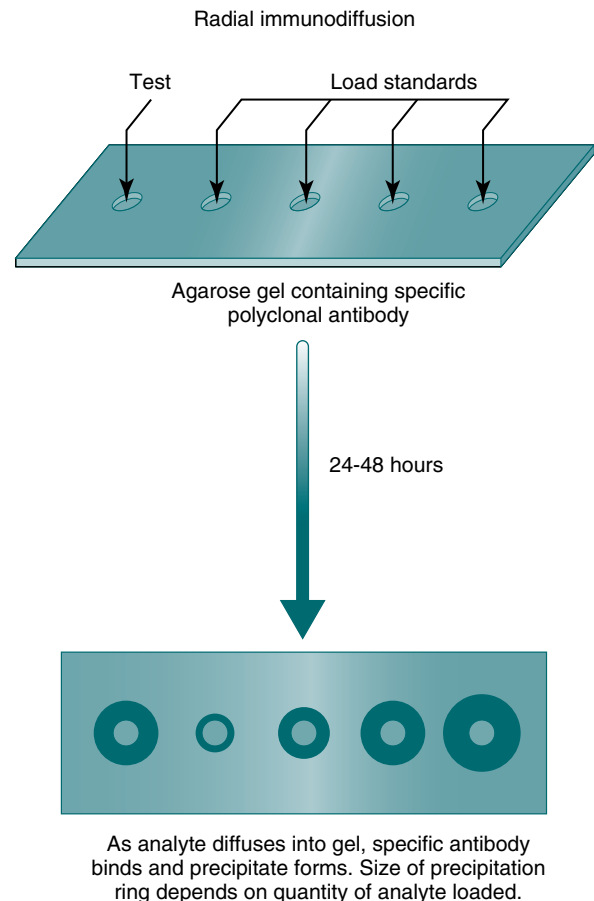 Radial immunodiffusion
Test
Load standards
Agarose gel containing specific
polyclonal antibody
24-48 hours
As analyte diffuses into gel, specific antibody
binds and precipitate forms. Size of precipitation
ring depends on quantity of analyte loaded.